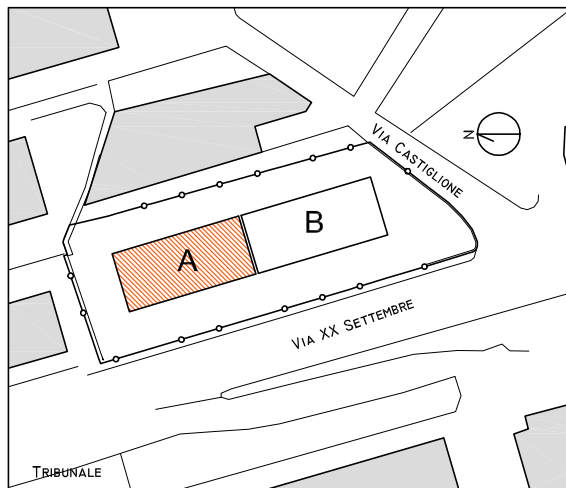 VIA CASTIGLIONE
N
B
A
VIA XX SETTEMBRE
TRIBUNALE